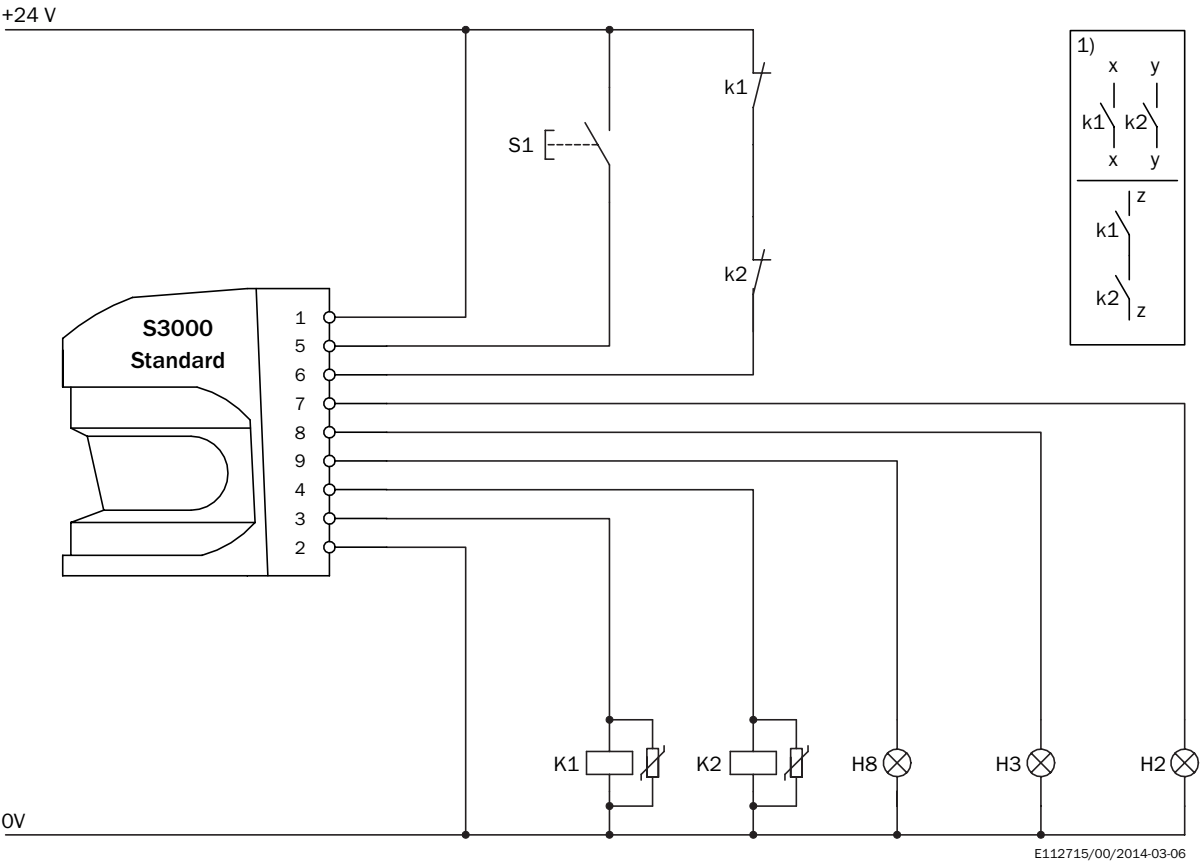 +24 V
1)
x y
k1 k2
x y
z
k1
k2
z
k1
S1
k2
S3000
Standard
1
5
6
7
8
9
4
3
2
K1
K2
H8
H3
H2
0V
E112715/00/2014-03-06